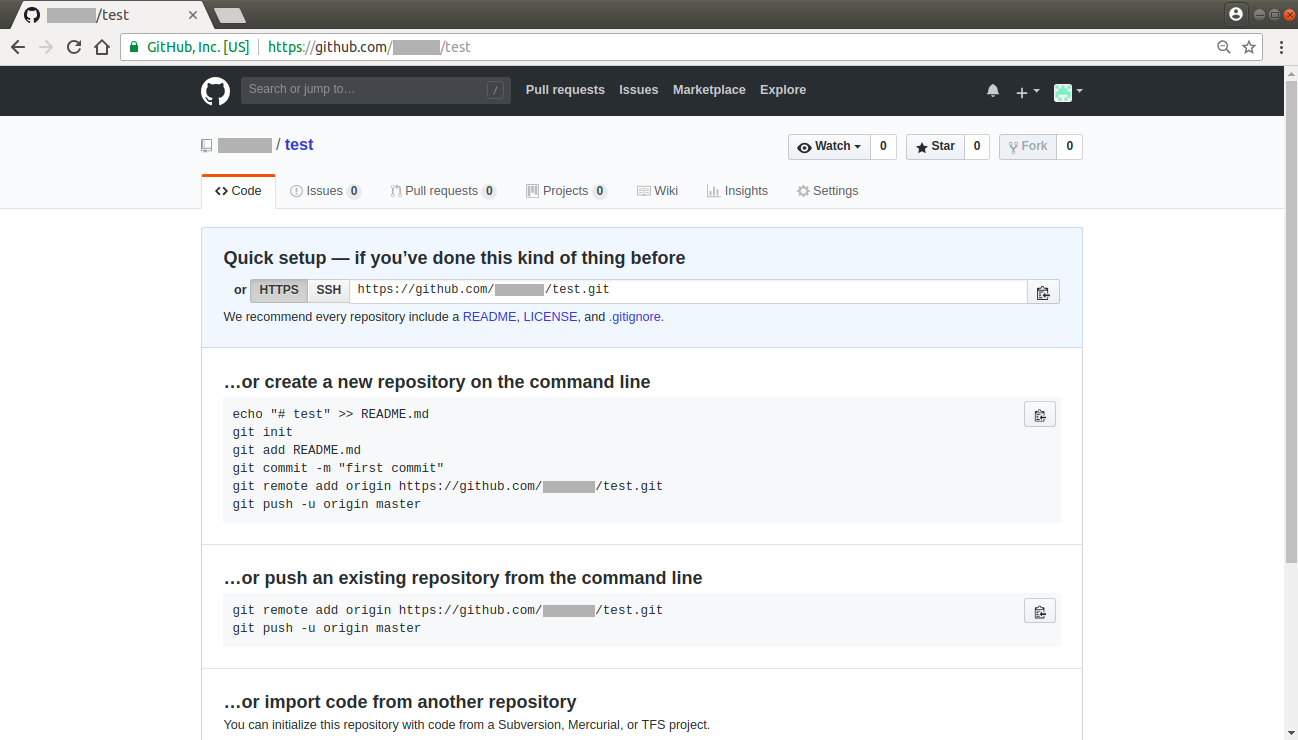 /test
GitHub, Inc. [US] https://github.com/ /test
Search or jump to… / Pull requests Issues Marketplace Explore
/ test Watch 0 Star 0 Fork 0
Code Issues 0 Pull requests 0 Projects 0 Wiki Insights Settings
Quick setup — if you’ve done this kind of thing before
or HTTPS SSH https://github.com/ /test.git
We recommend every repository include a README, LICENSE, and .gitignore.
…or create a new repository on the command line
echo "# test" >> README.md
git init
git add README.md
git commit -m "first commit"
git remote add origin https://github.com/ /test.git
git push -u origin master
…or push an existing repository from the command line
git remote add origin https://github.com/ /test.git
git push -u origin master
…or import code from another repository
You can initialize this repository with code from a Subversion, Mercurial, or TFS project.